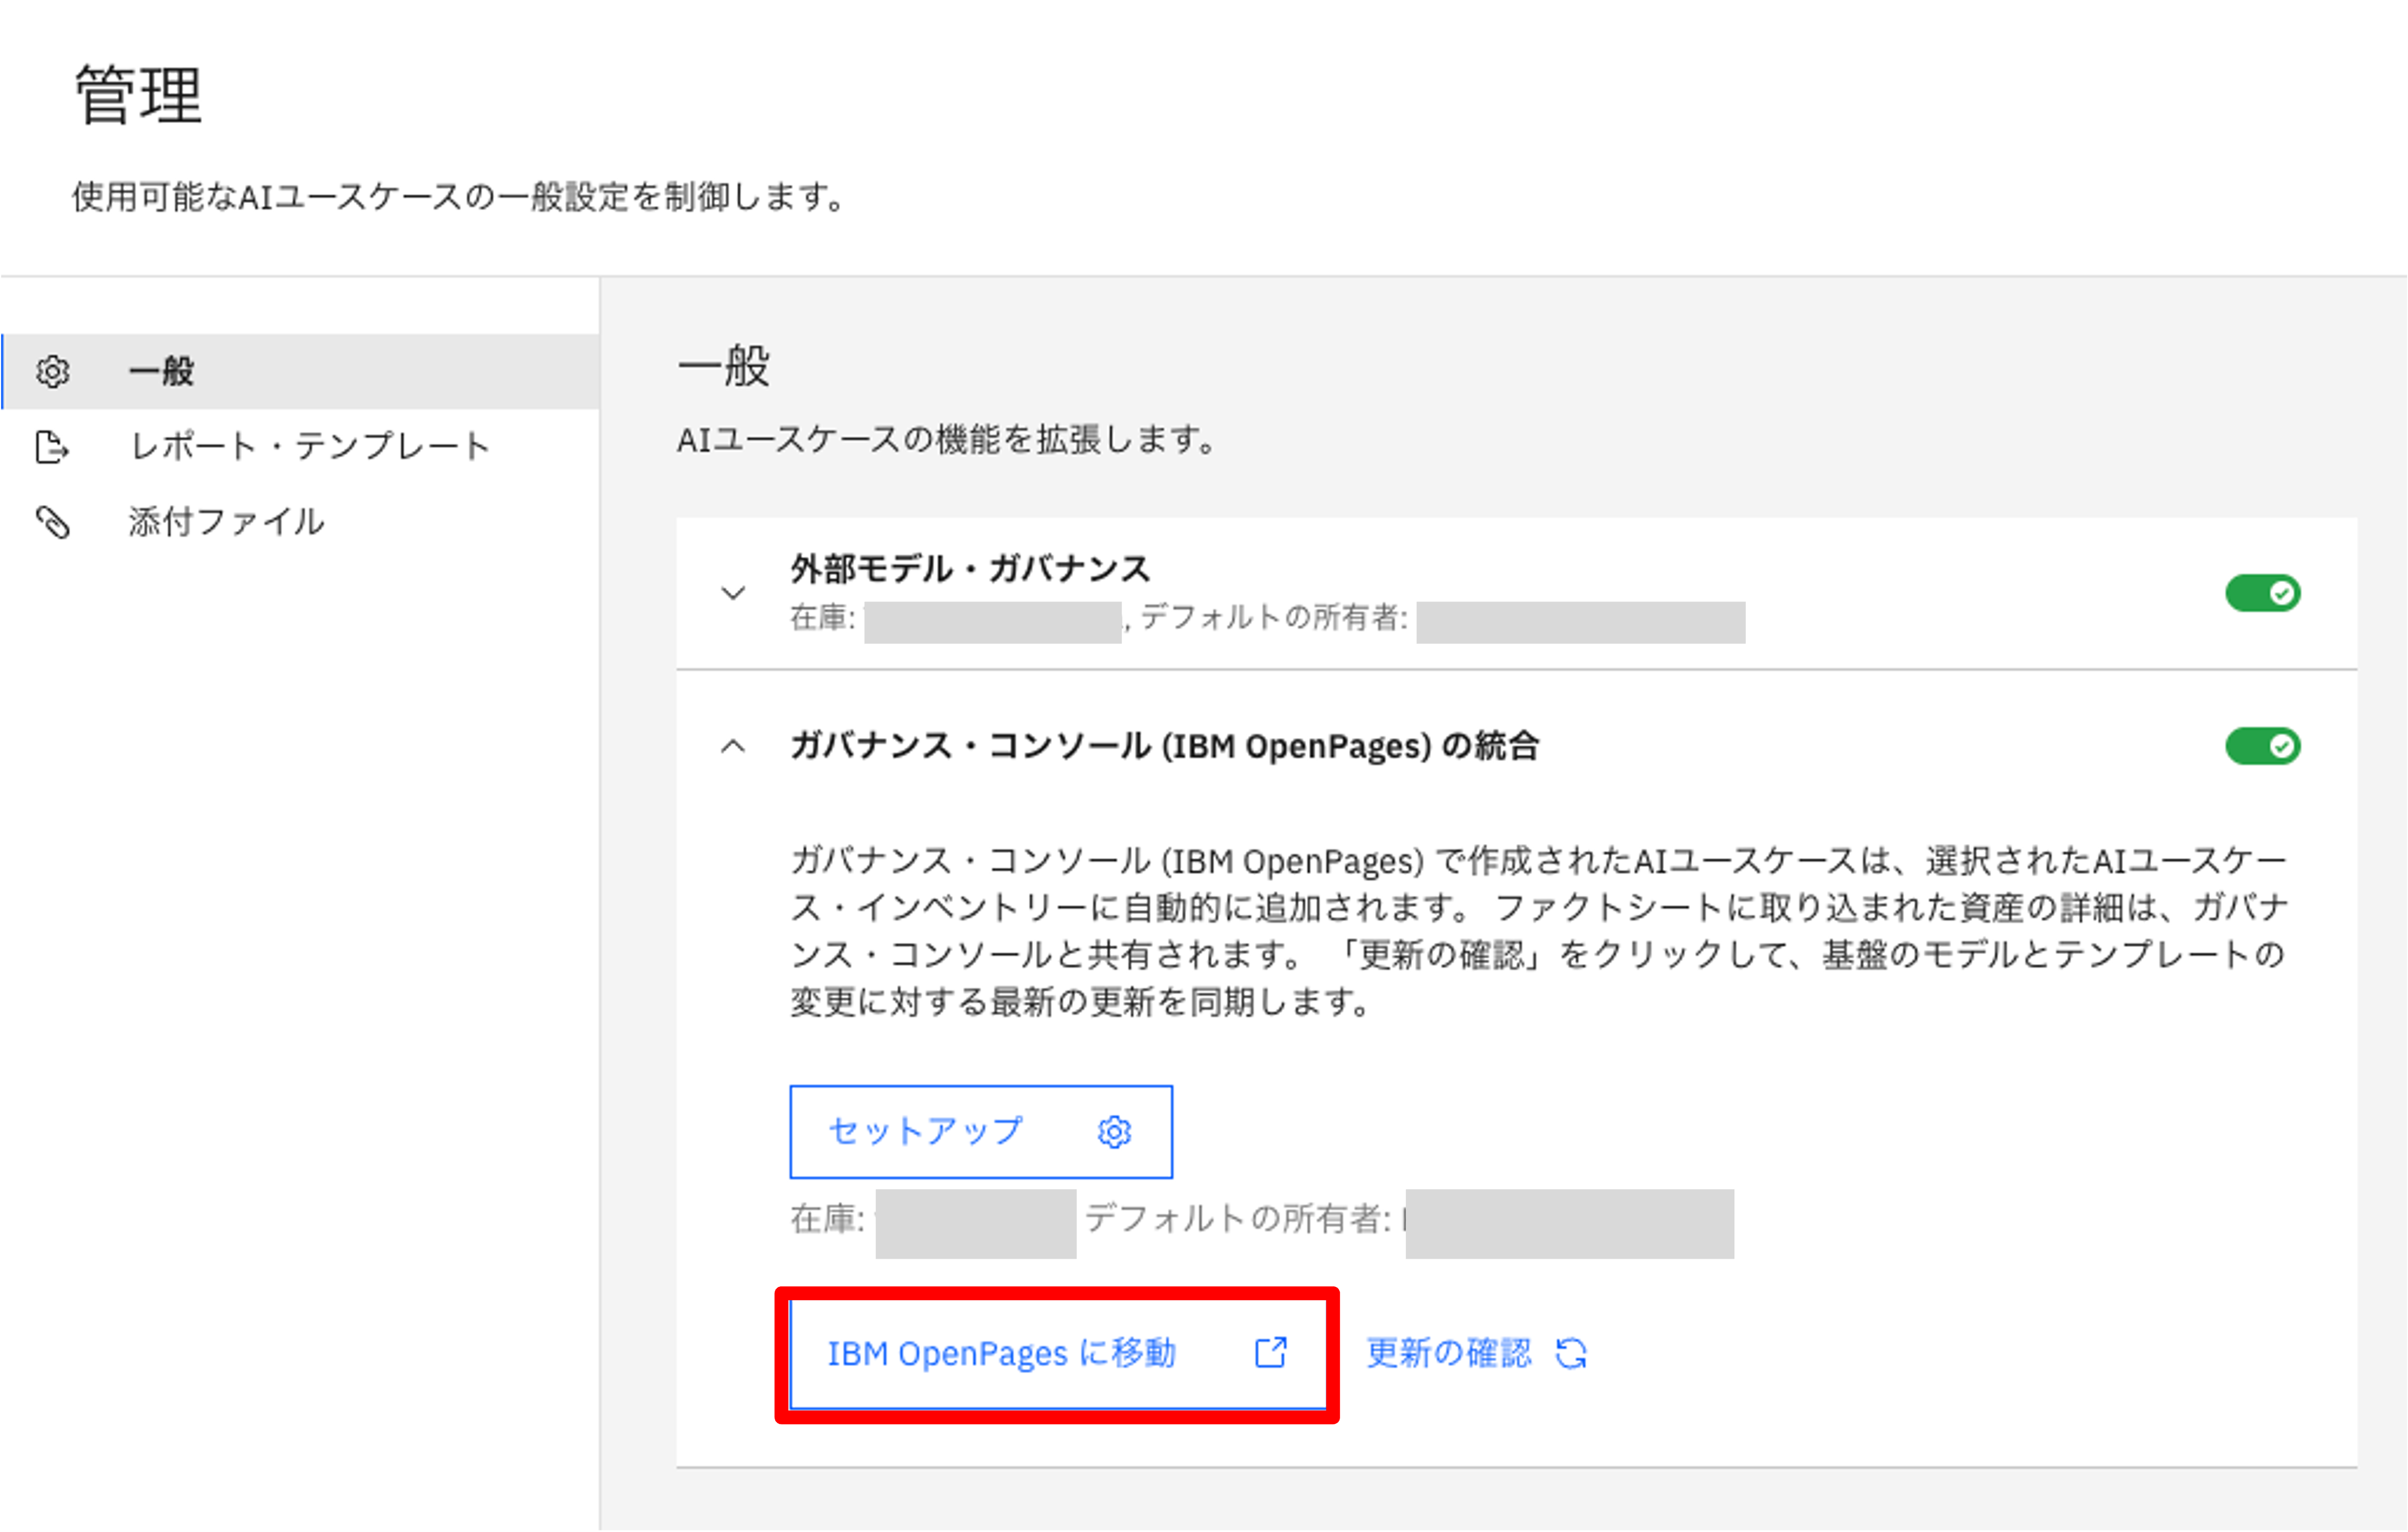 管理
使用可能なAIユースケースの一般設定を制御します。
一般
レポート・テンプレート
添付ファイル
一般
AIユースケースの機能を拡張します。
外部モデル・ガバナンス
在庫: , デフォルトの所有者:
ガバナンス・コンソール (IBM OpenPages) の統合
ガバナンス・コンソール (IBM OpenPages) で作成されたAIユースケースは、選択されたAIユースケー
ス・インベントリーに自動的に追加されます。 ファクトシートに取り込まれた資産の詳細は、ガバナ
ンス・コンソールと共有されます。 「更新の確認」をクリックして、基盤のモデルとテンプレートの
変更に対する最新の更新を同期します。
セットアップ
在庫: デフォルトの所有者:
IBM OpenPages に移動
更新の確認